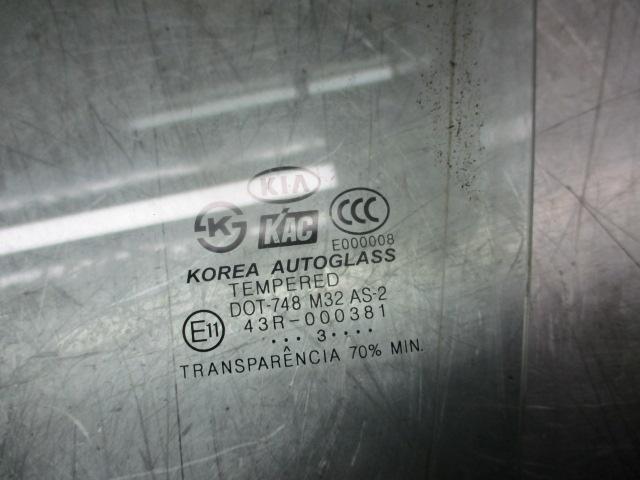 KIA
KAC
CCC
E000008
KOREA AUTOGLASS
TEMPERED
DOT-748 M32 AS-2
E11 43R-000381
... 3....
TRANSPARÊNCIA 70% MIN.